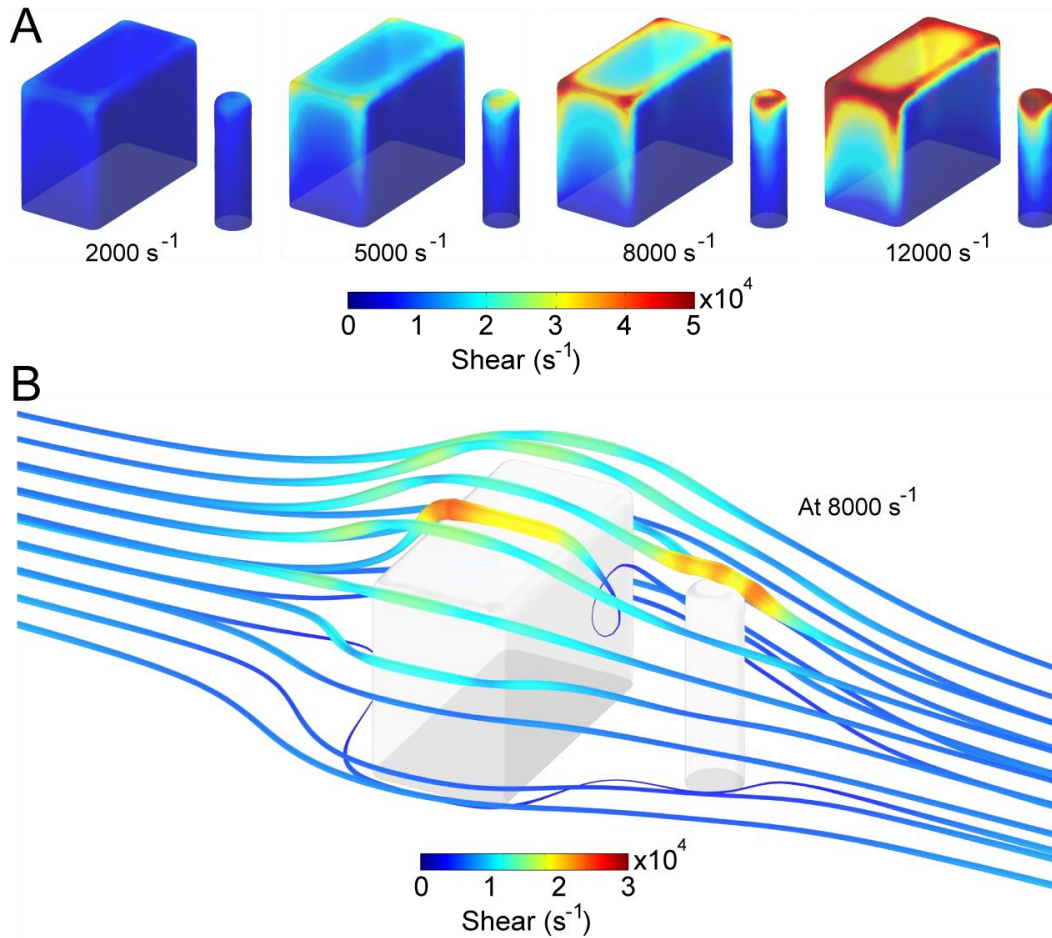 A
2000 s⁻¹ 5000 s⁻¹ 8000 s⁻¹ 12000 s⁻¹
x10⁴
0 1 2 3 4 5
Shear (s⁻¹)
B
At 8000 s⁻¹
x10⁴
0 1 2 3
Shear (s⁻¹)